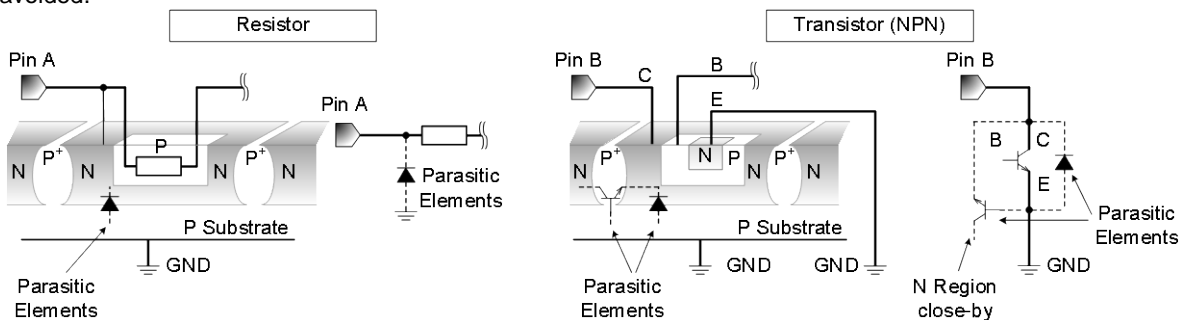 avoided.
Resistor
Transistor (NPN)
Pin A
Pin A
N
P+
N
P
N
P+
N
Parasitic
Elements
P Substrate
GND
Parasitic
Elements
Pin B
C
B
E
N
P+
N
N
P
N
P+
N
P Substrate
GND
GND
Parasitic
Elements
Pin B
B
C
E
Parasitic
Elements
GND
N Region
close-by